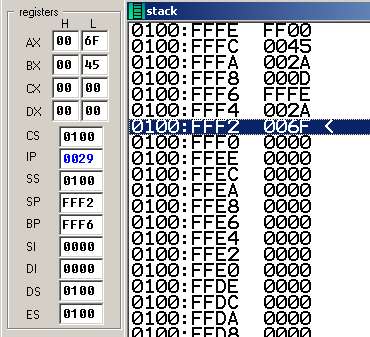 registers
H L
AX 00 6F
BX 00 45
CX 00 00
DX 00 00
CS 0100
IP 0029
SS 0100
SP FFF2
BP FFF6
SI 0000
DI 0000
DS 0100
ES 0100
stack
0100:FFFE FF00
0100:FFFC 0045
0100:FFFA 002A
0100:FFF8 000D
0100:FFF6 FFFE
0100:FFF4 002A
0100:FFF2 006F <
0100:FFF0 0000
0100:FFEE 0000
0100:FFEC 0000
0100:FFEA 0000
0100:FFE8 0000
0100:FFE6 0000
0100:FFE4 0000
0100:FFE2 0000
0100:FFE0 0000
0100:FFDE 0000
0100:FFDC 0000
0100:FFDA 0000
0100:FFD8 0000